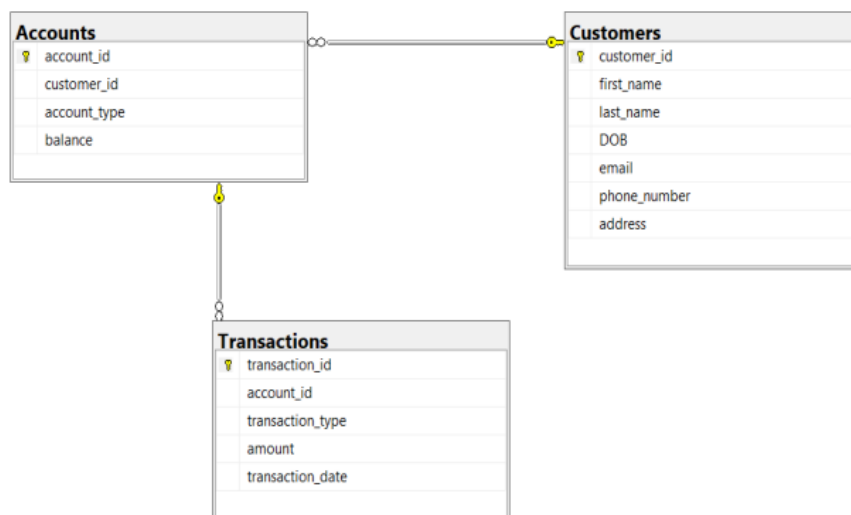 Accounts
account_id
customer_id
account_type
balance
Customers
customer_id
first_name
last_name
DOB
email
phone_number
address
Transactions
transaction_id
account_id
transaction_type
amount
transaction_date